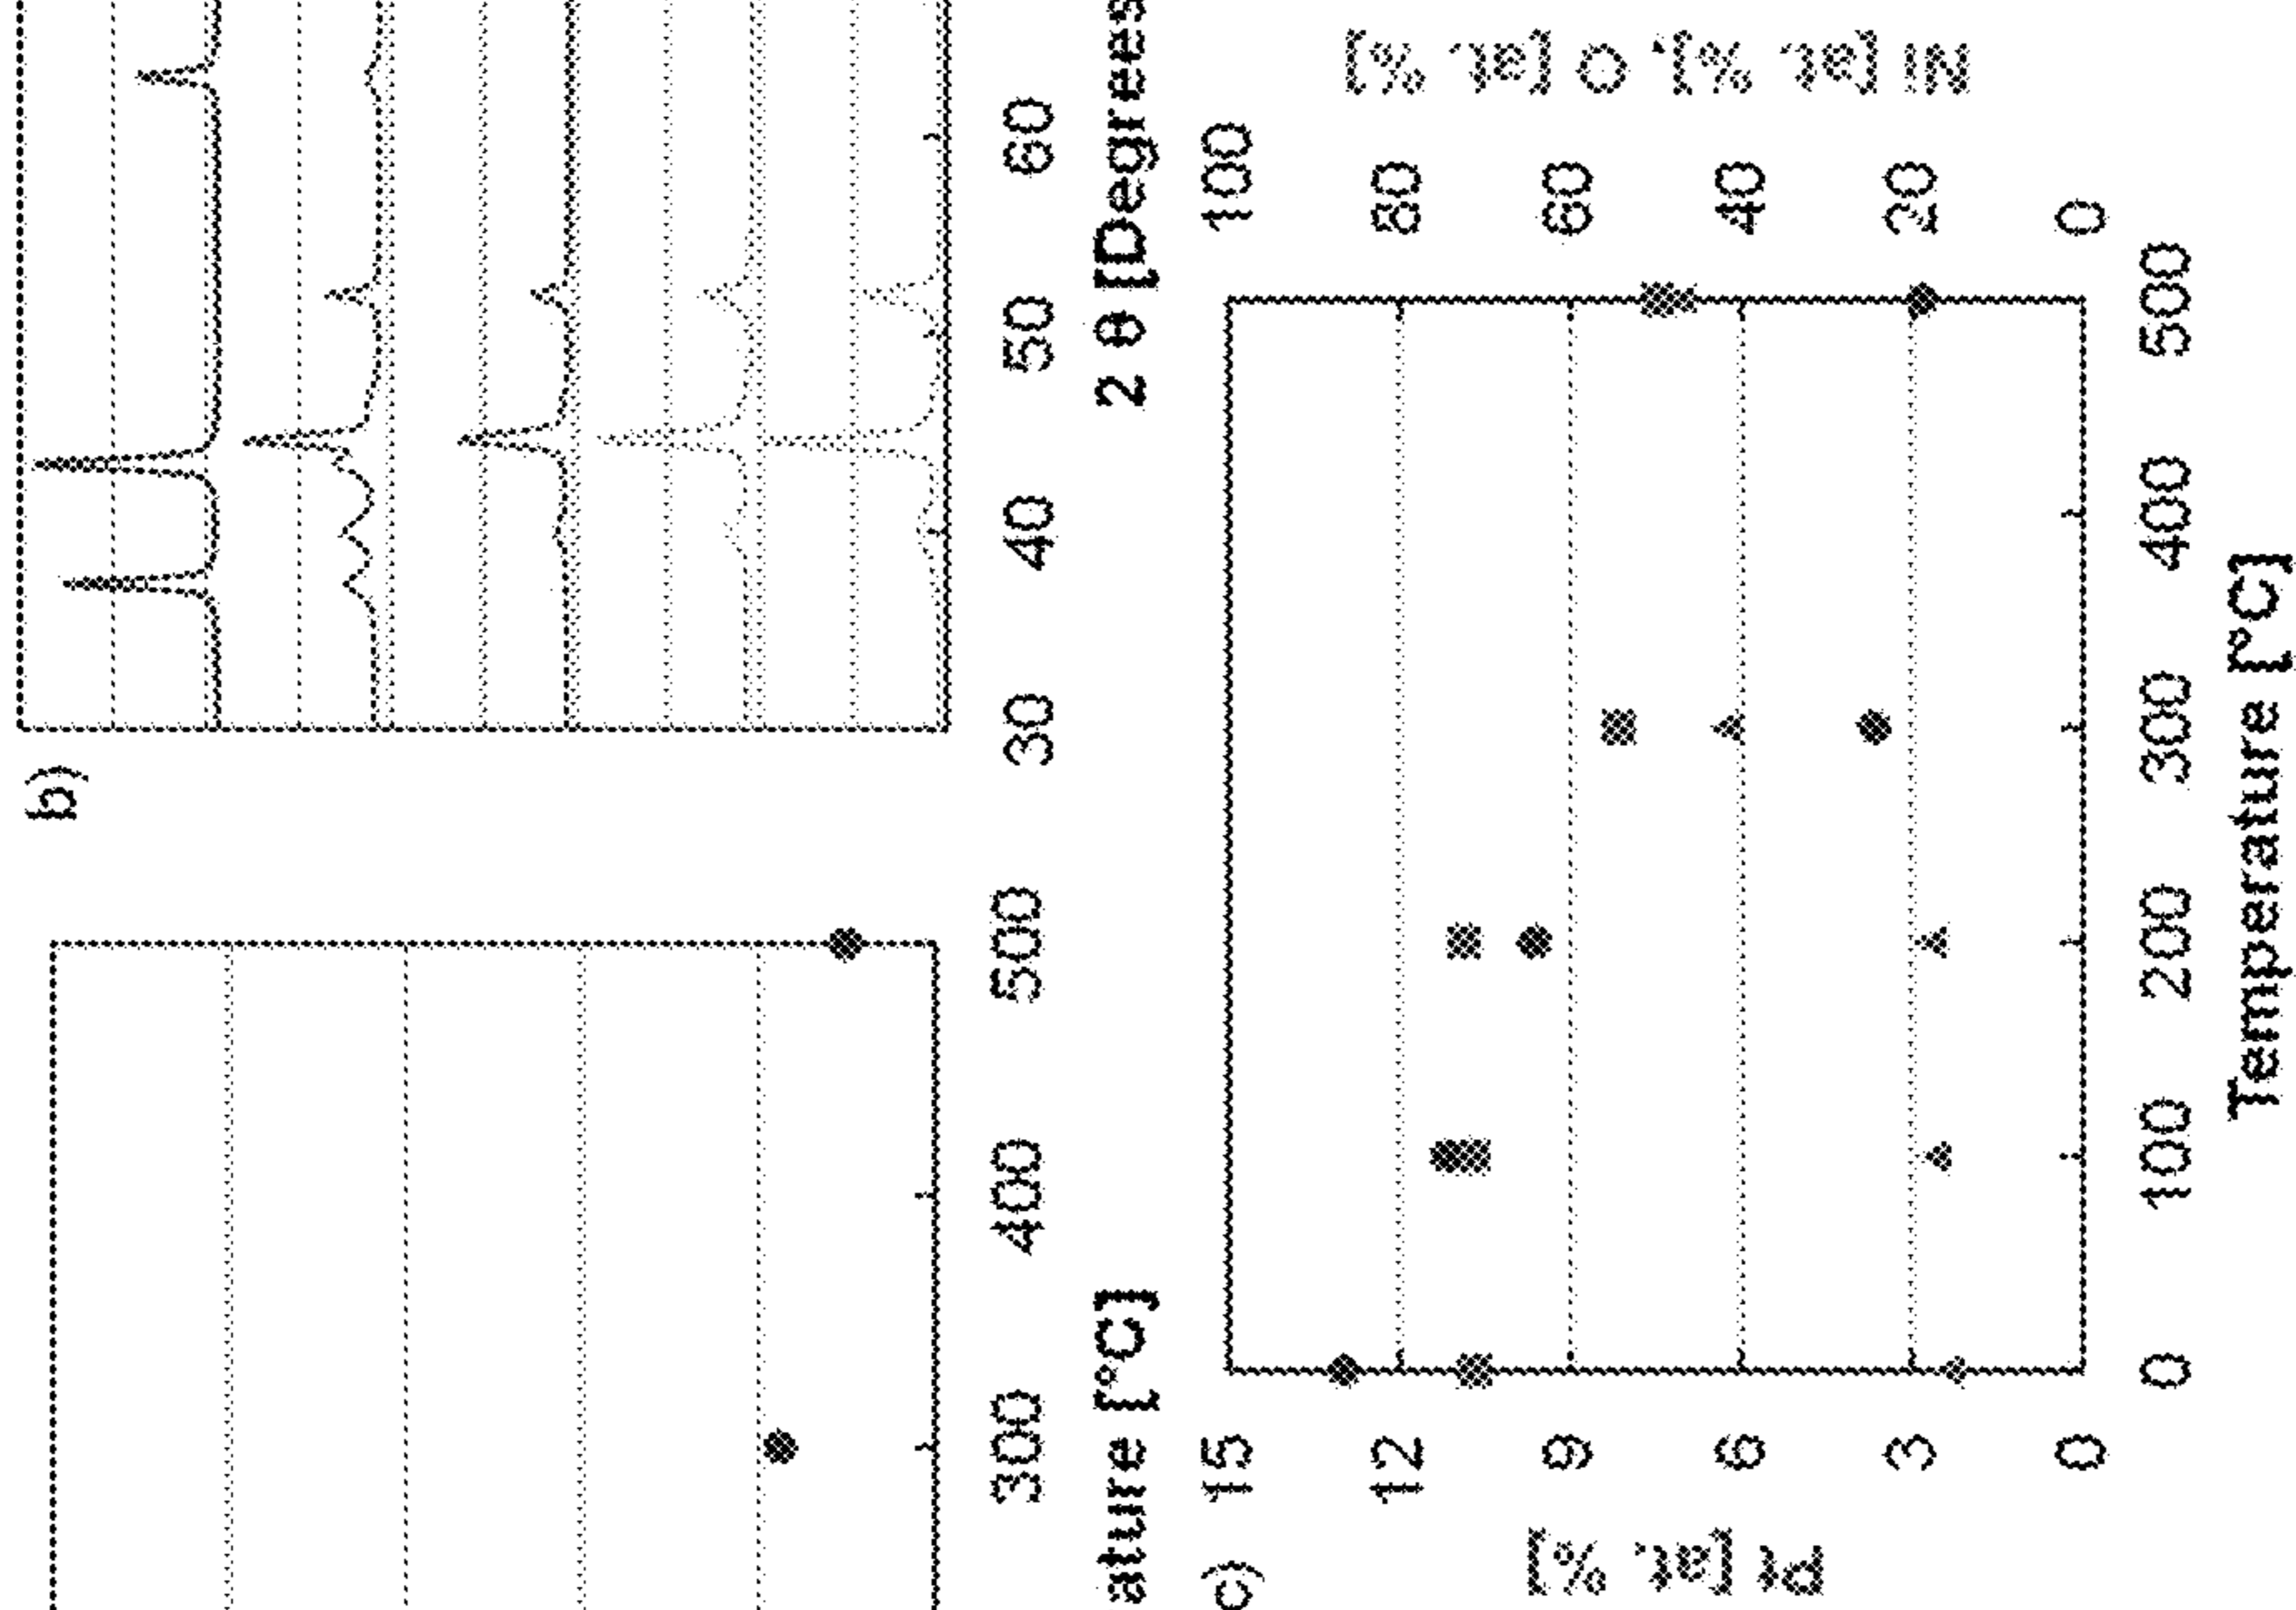 b)
300 400 500
ature [°C]
30 40 50 60
2 θ [Degrees
c)
Pt [at. %]
15
12
9
6
3
0
100
80
60
40
20
0
Ni [at. %], O [at. %]
0 100 200 300 400 500
Temperature [°C]